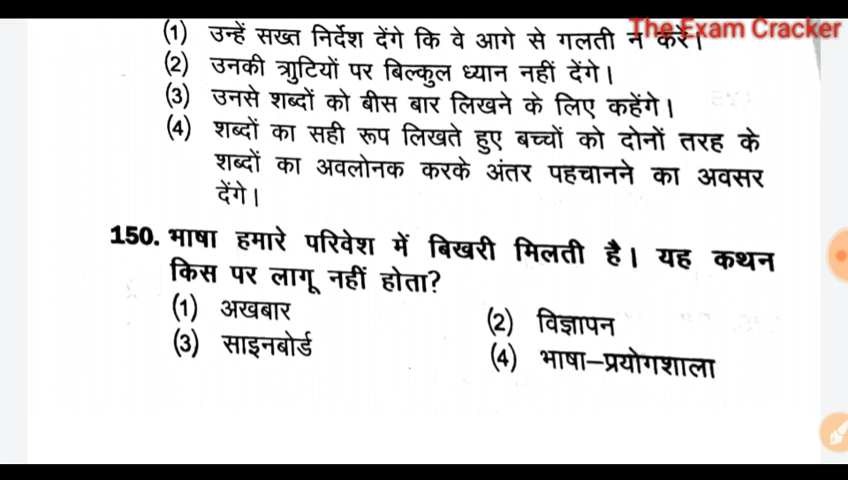 The Exam Cracker
(1) उन्हें सख्त निर्देश देंगे कि वे आगे से गलती न करें।
(2) उनकी त्राुटियों पर बिल्कुल ध्यान नहीं देंगे।
(3) उनसे शब्दों को बीस बार लिखने के लिए कहेंगे।
(4) शब्दों का सही रूप लिखते हुए बच्चों को दोनों तरह के
शब्दों का अवलोनक करके अंतर पहचानने का अवसर
देंगे।
150. भाषा हमारे परिवेश में बिखरी मिलती है। यह कथन
किस पर लागू नहीं होता?
(1) अखबार (2) विज्ञापन
(3) साइनबोर्ड (4) भाषा–प्रयोगशाला